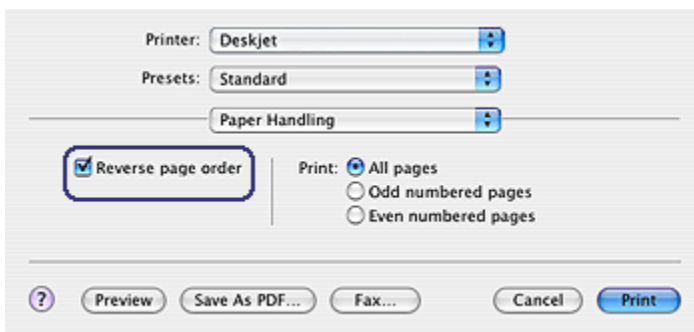 Printer: Deskjet
Presets: Standard
Paper Handling
Reverse page order Print: All pages
Odd numbered pages
Even numbered pages
? Preview Save As PDF... Fax... Cancel Print